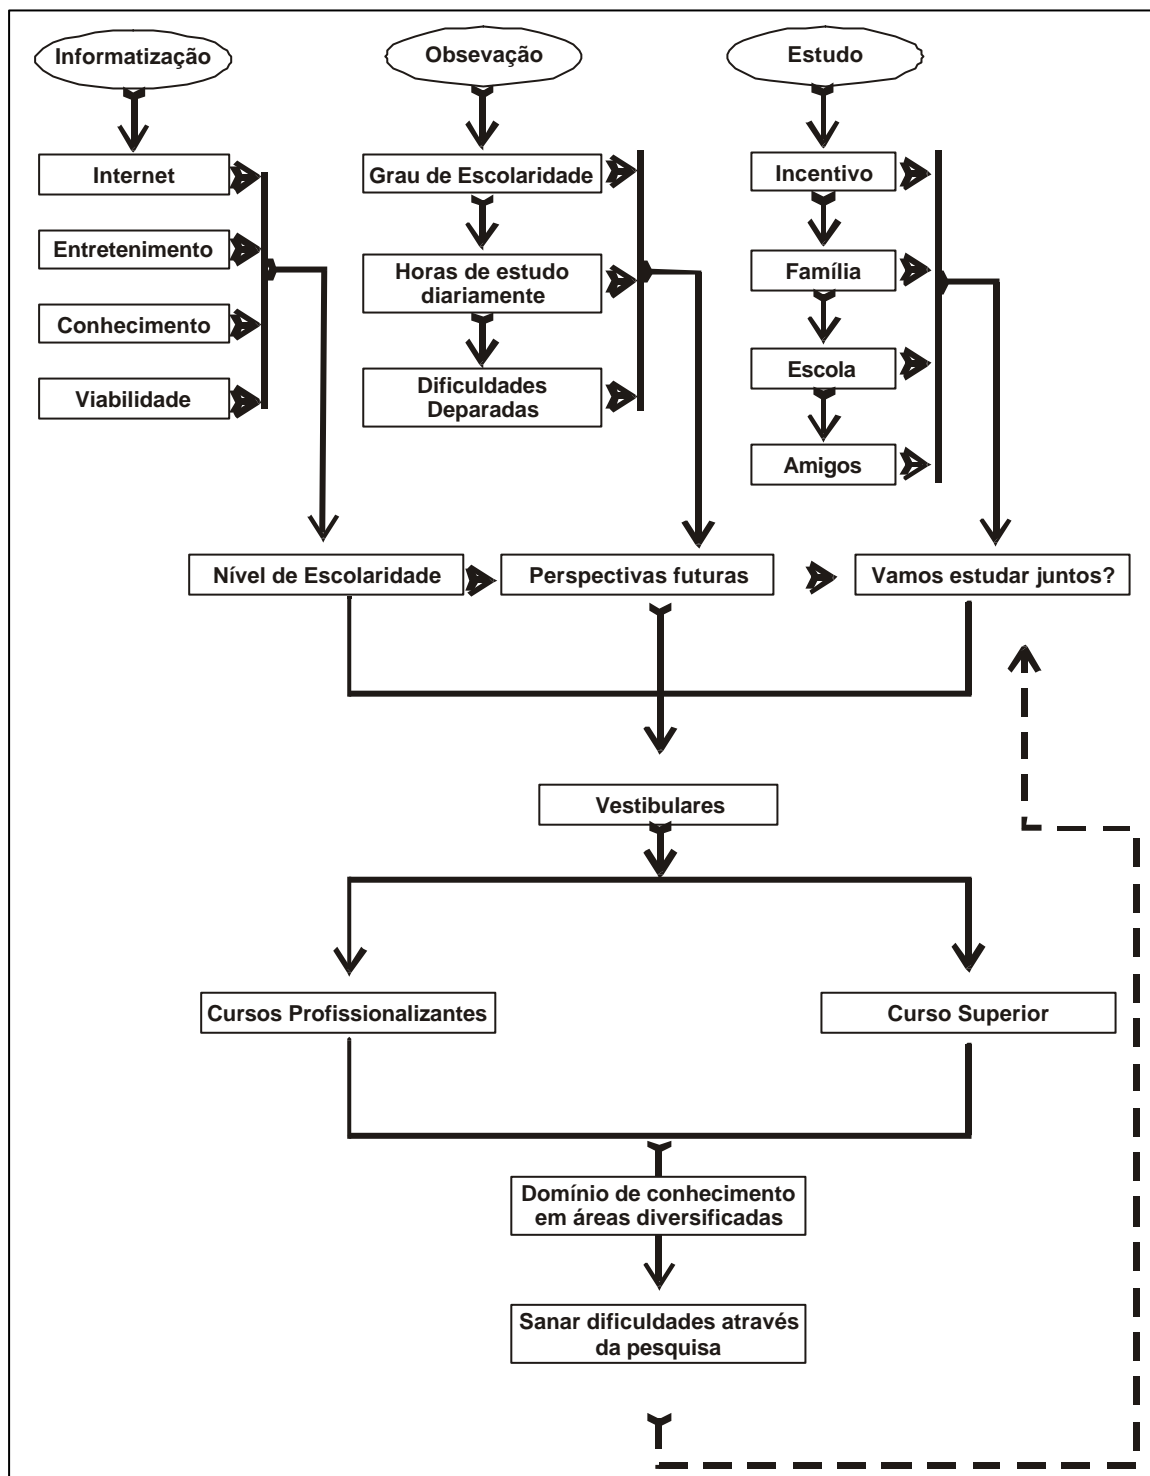 Informatização
Obsevação
Estudo
Internet
Entretenimento
Conhecimento
Viabilidade
Grau de Escolaridade
Horas de estudo
diariamente
Dificuldades
Deparadas
Incentivo
Família
Escola
Amigos
Nível de Escolaridade
Perspectivas futuras
Vamos estudar juntos?
Vestibulares
Cursos Profissionalizantes
Curso Superior
Domínio de conhecimento
em áreas diversificadas
Sanar dificuldades através
da pesquisa